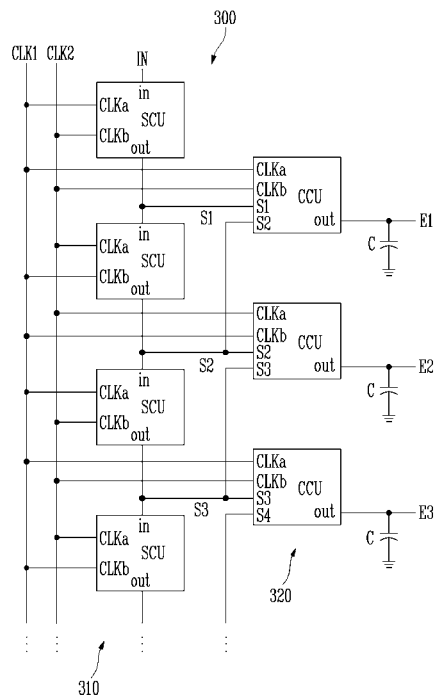 300
CLK1 CLK2 IN
in
CLKa
SCU
CLKb
out
CLKa
CLKb
CCU
S1
S1
S2
out
E1
C
in
CLKa
SCU
CLKb
out
CLKa
CLKb
CCU
S2
S2
S3
out
E2
C
in
CLKa
SCU
CLKb
out
CLKa
CLKb
CCU
S3
S3
S4
out
E3
C
in
CLKa
SCU
CLKb
out
320
310